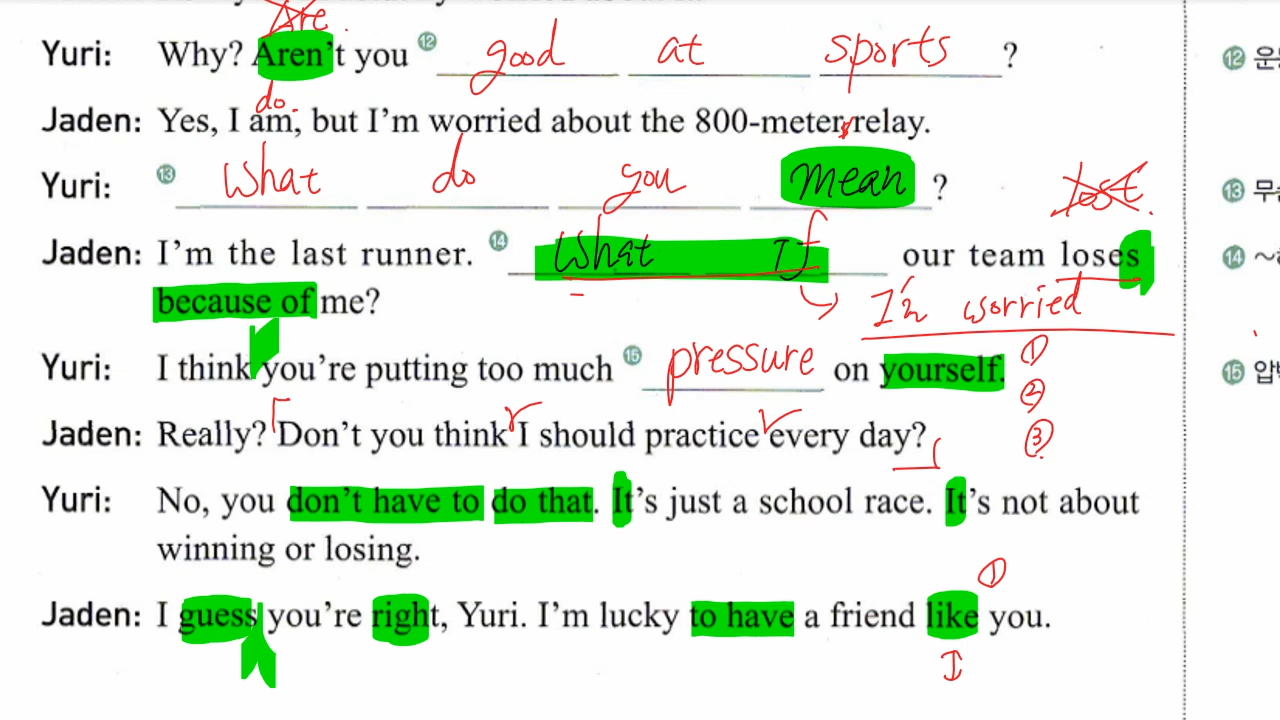 Are
Yuri: Why? Aren't you ⑫ good at sports ? ⑫ 운
do.
Jaden: Yes, I am, but I'm worried about the 800-meter relay.
Yuri: ⑬ What do you mean ? lost. ⑬ 무
Jaden: I'm the last runner. ⑭ What If our team loses ⑭ ~
because of me? I'm worried
Yuri: I think you're putting too much ⑮ pressure on yourself. ① ⑮ 압
②
Jaden: Really? Don't you think I should practice every day? ③
Yuri: No, you don't have to do that. It's just a school race. It's not about
winning or losing.
①
Jaden: I guess you're right, Yuri. I'm lucky to have a friend like you.